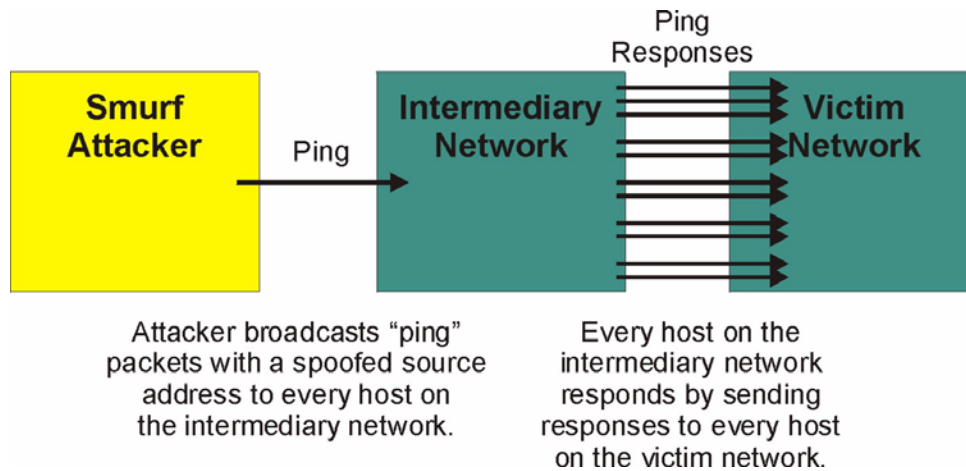 Ping
Responses
Smurf
Attacker
Ping
Intermediary
Network
Victim
Network
Attacker broadcasts “ping”
packets with a spoofed source
address to every host on
the intermediary network.
Every host on the
intermediary network
responds by sending
responses to every host
on the victim network.